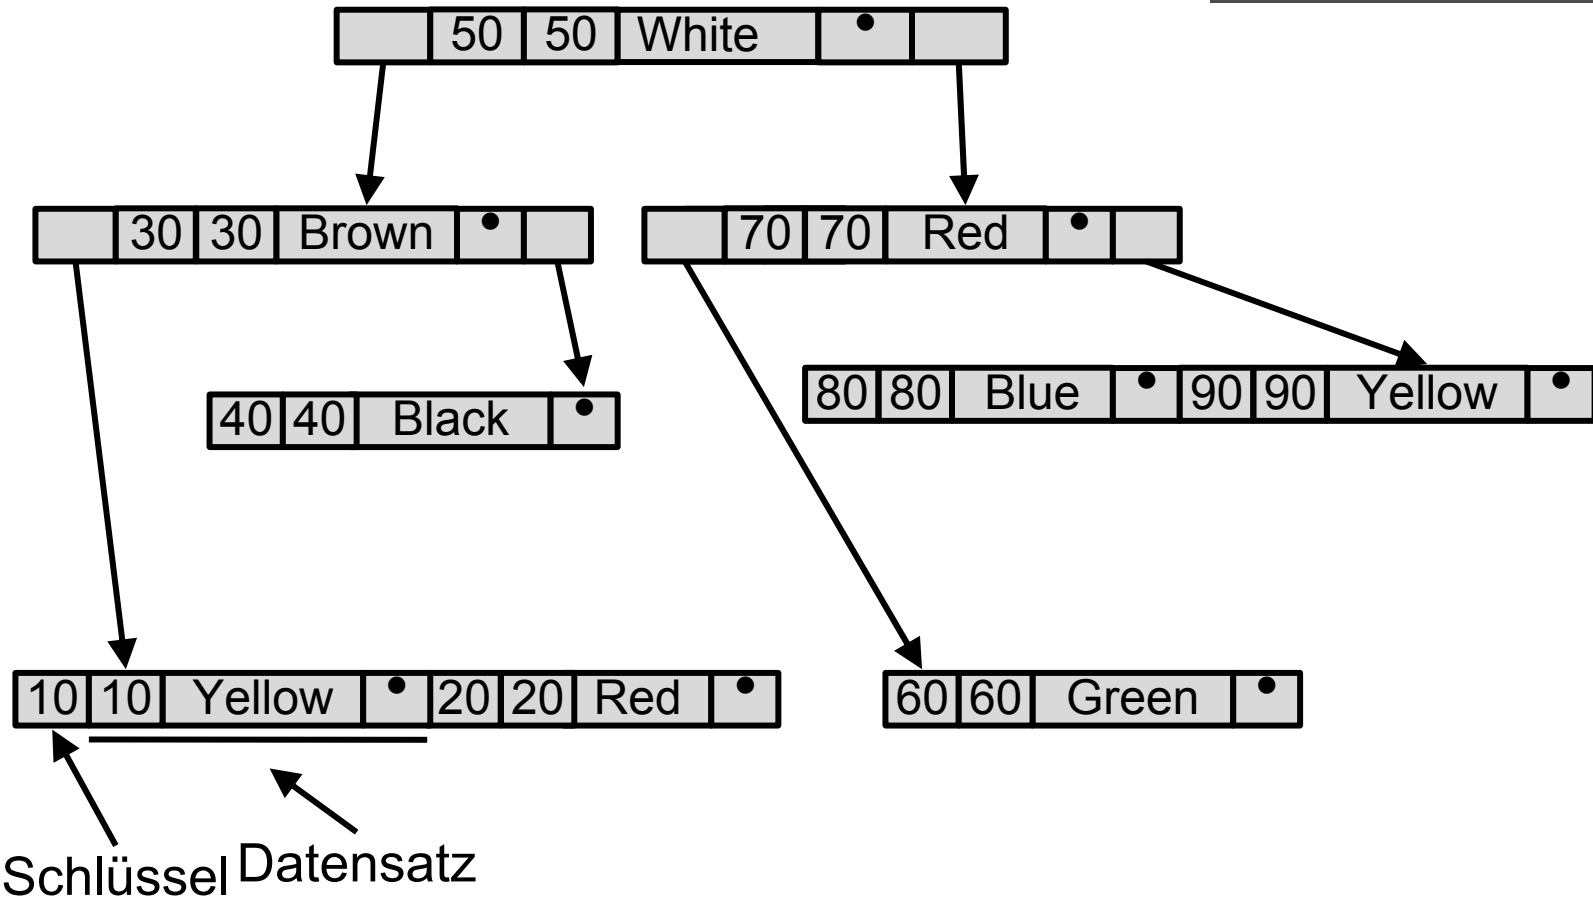 50 50 White •
30 30 Brown •
70 70 Red •
80 80 Blue • 90 90 Yellow •
40 40 Black •
10 10 Yellow • 20 20 Red •
60 60 Green •
Schlüssel
Datensatz